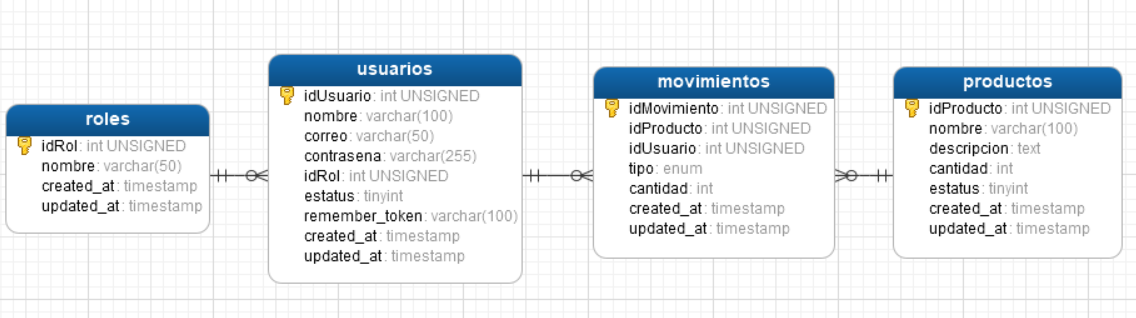 roles
idRol: int UNSIGNED
nombre: varchar(50)
created_at: timestamp
updated_at: timestamp
usuarios
idUsuario: int UNSIGNED
nombre: varchar(100)
correo: varchar(50)
contrasena: varchar(255)
idRol: int UNSIGNED
estatus: tinyint
remember_token: varchar(100)
created_at: timestamp
updated_at: timestamp
movimientos
idMovimiento: int UNSIGNED
idProducto: int UNSIGNED
idUsuario: int UNSIGNED
tipo: enum
cantidad: int
created_at: timestamp
updated_at: timestamp
productos
idProducto: int UNSIGNED
nombre: varchar(100)
descripcion: text
cantidad: int
estatus: tinyint
created_at: timestamp
updated_at: timestamp